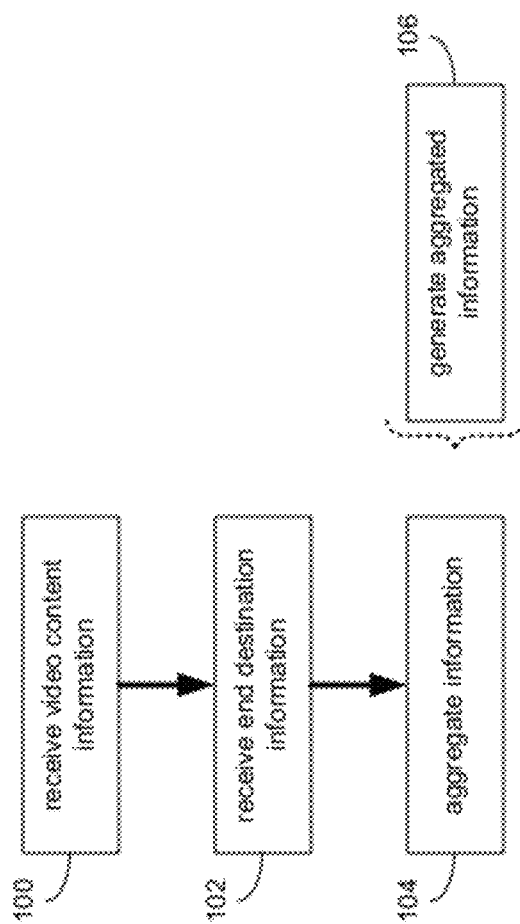 100
receive video content
information
102
receive end destination
information
104
aggregate information
106
generate aggregated
information